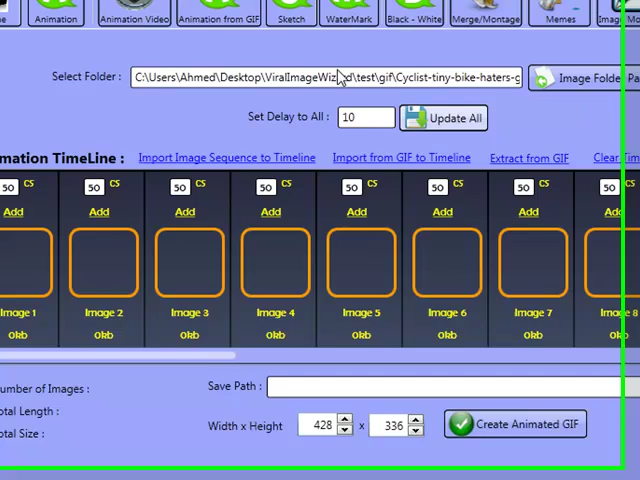 Animation Animation Video Animation from GIF Sketch WaterMark Black - White Merge/Montage Memes
Select Folder : C:\Users\Ahmed\Desktop\ViralImageWizard\test\gif\Cyclist-tiny-bike-haters-g Image Folder Pa
Set Delay to All : 10 Update All
mation TimeLine : Import Image Sequence to Timeline Import from GIF to Timeline Extract from GIF Clear Tim
50 CS 50 CS 50 CS 50 CS 50 CS 50 CS 50 CS 50 CS
Add Add Add Add Add Add Add Add
Image 1 Image 2 Image 3 Image 4 Image 5 Image 6 Image 7 Image 8
0kb 0kb 0kb 0kb 0kb 0kb 0kb 0kb
umber of Images :
Save Path :
otal Length :
Width x Height 428 x 336 Create Animated GIF
otal Size :